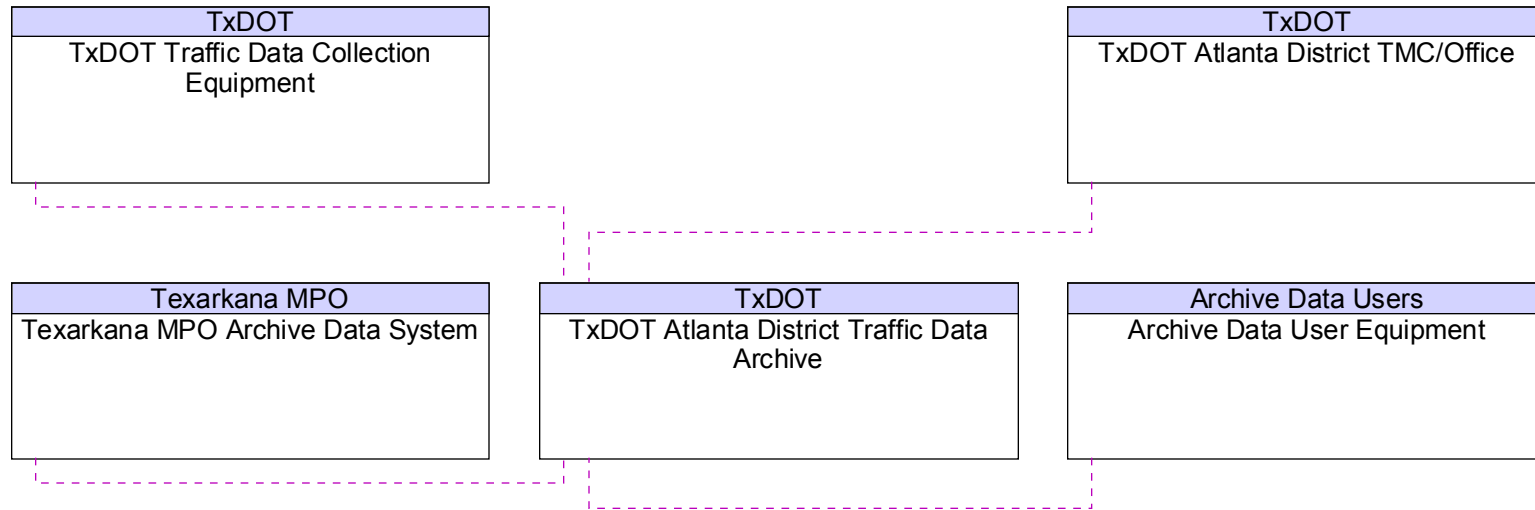 TxDOT
TxDOT Traffic Data Collection
Equipment
TxDOT
TxDOT Atlanta District TMC/Office
Texarkana MPO
Texarkana MPO Archive Data System
TxDOT
TxDOT Atlanta District Traffic Data
Archive
Archive Data Users
Archive Data User Equipment